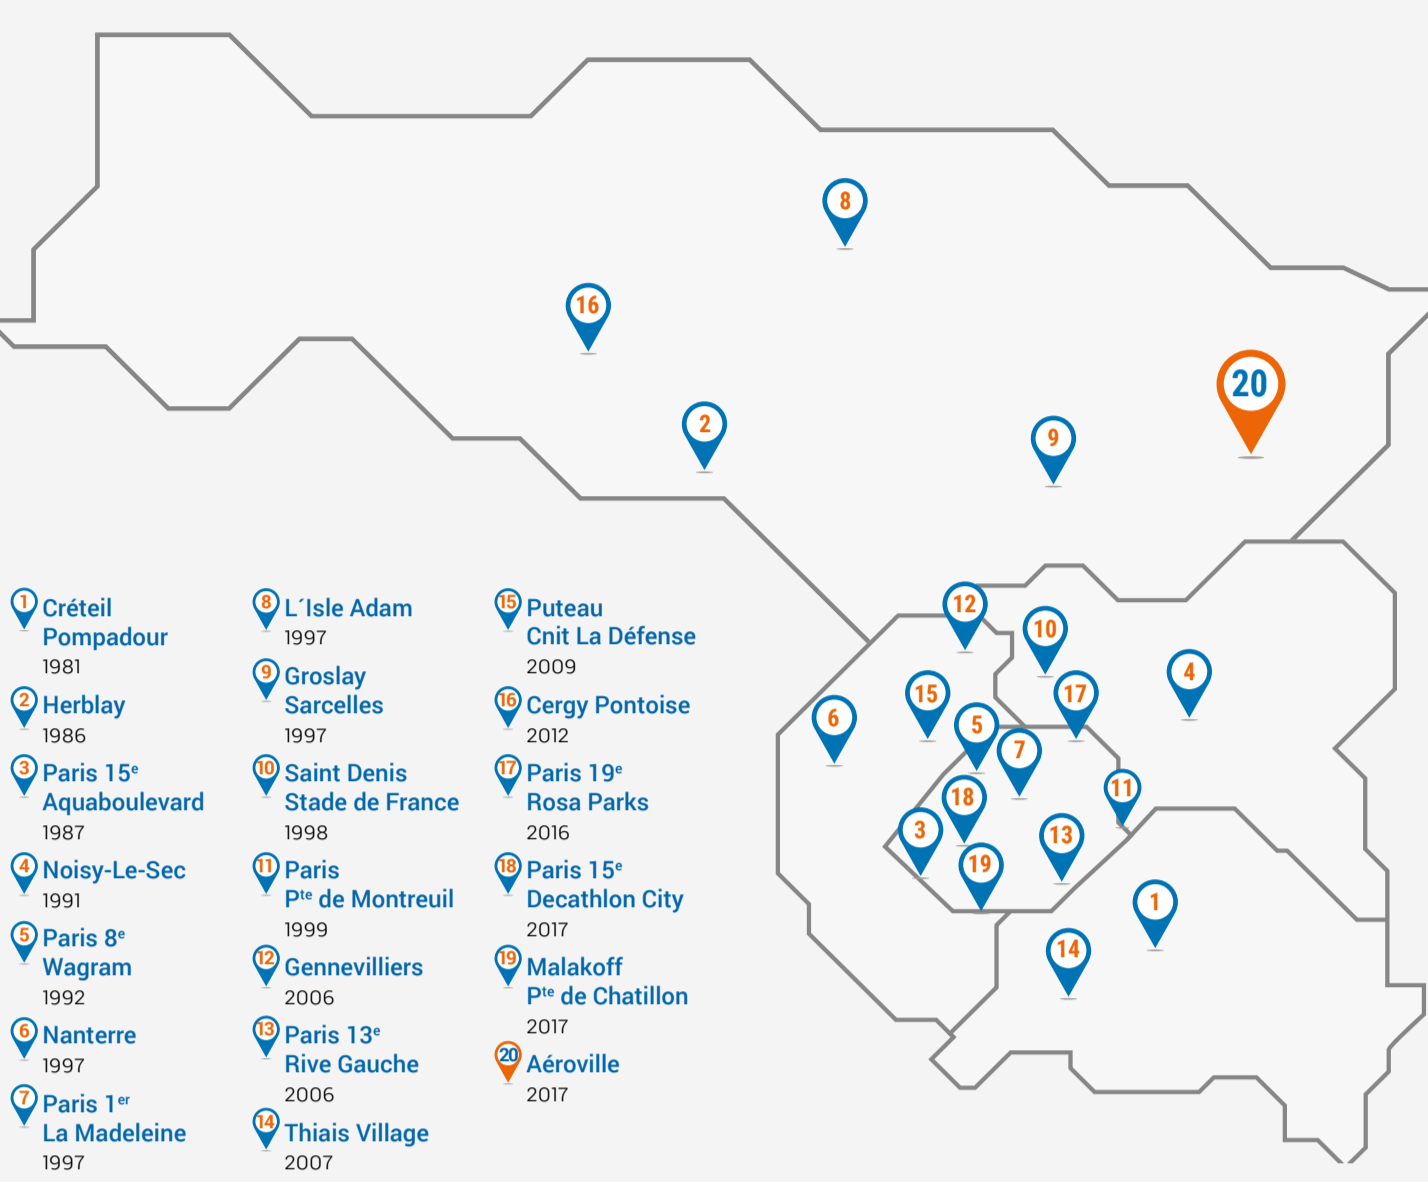 8
16
20
2
9
12
10
4
15
17
6
5
7
11
18
3
13
19
1
14
1 Créteil
Pompadour
1981
2 Herblay
1986
3 Paris 15e
Aquaboulevard
1987
4 Noisy-Le-Sec
1991
5 Paris 8e
Wagram
1992
6 Nanterre
1997
7 Paris 1er
La Madeleine
1997
8 L´Isle Adam
1997
9 Groslay
Sarcelles
1997
10 Saint Denis
Stade de France
1998
11 Paris
Pte de Montreuil
1999
12 Gennevilliers
2006
13 Paris 13e
Rive Gauche
2006
14 Thiais Village
2007
15 Puteau
Cnit La Défense
2009
16 Cergy Pontoise
2012
17 Paris 19e
Rosa Parks
2016
18 Paris 15e
Decathlon City
2017
19 Malakoff
Pte de Chatillon
2017
20 Aéroville
2017